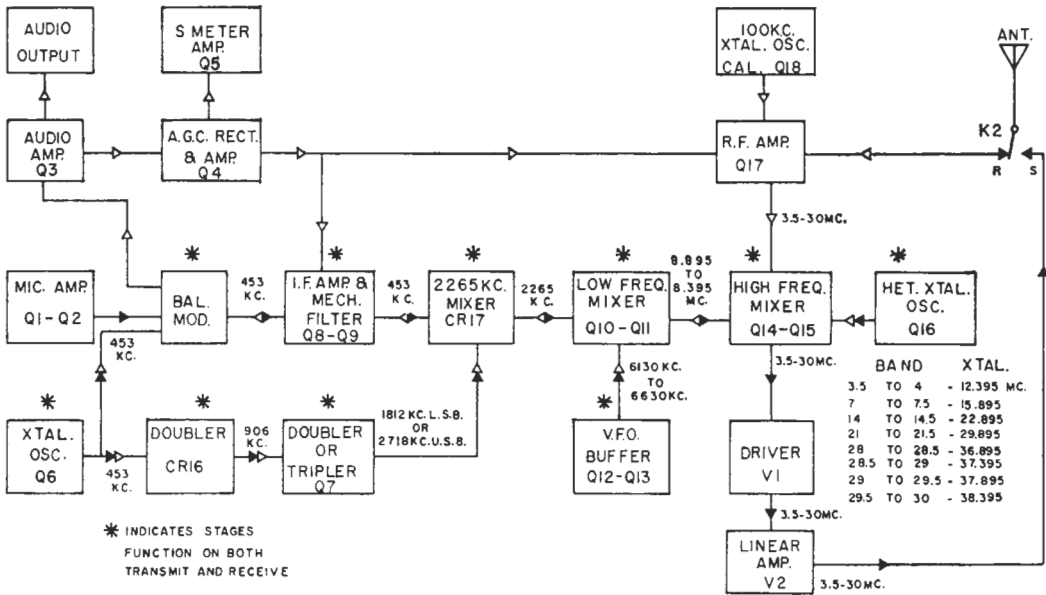 AUDIO
OUTPUT
S METER
AMP.
Q5
100KC.
XTAL. OSC.
CAL. Q18
ANT.
AUDIO
AMP.
Q3
A.G.C. RECT.
& AMP.
Q4
R.F. AMP.
Q17
K2
R
S
3.5-30MC.
*
*
*
*
*
*
MIC. AMP.
Q1-Q2
BAL.
MOD.
453
KC.
I.F. AMP. &
MECH.
FILTER
Q8-Q9
453
KC.
2265KC.
MIXER
CR17
2265
KC.
LOW FREQ.
MIXER
Q10-Q11
8.895
TO
8.395
MC.
HIGH FREQ.
MIXER
Q14-Q15
HET. XTAL.
OSC.
Q16
453
KC.
6130KC.
TO
6630KC.
3.5-30MC.
*
*
*
*
XTAL.
OSC.
Q6
453
KC.
DOUBLER
CR16
906
KC.
DOUBLER
OR
TRIPLER
Q7
1812KC. L.S.B.
OR
2718KC. U.S.B.
V.F.O.
BUFFER
Q12-Q13
DRIVER
V1
BAND XTAL.
3.5 TO 4 - 12.395 MC.
7 TO 7.5 - 15.895
14 TO 14.5 - 22.895
21 TO 21.5 - 29.895
28 TO 28.5 - 36.895
28.5 TO 29 - 37.395
29 TO 29.5 - 37.895
29.5 TO 30 - 38.395
3.5-30MC.
LINEAR
AMP.
V2
3.5-30MC.
* INDICATES STAGES
FUNCTION ON BOTH
TRANSMIT AND RECEIVE